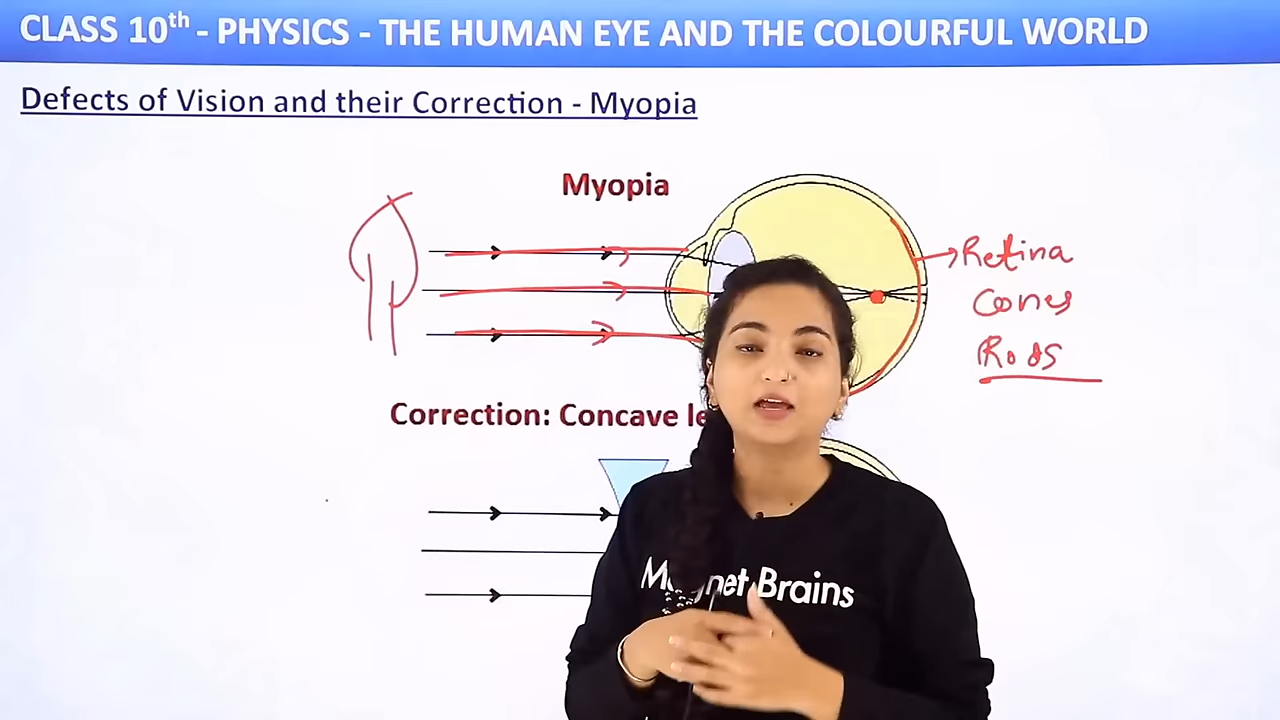 CLASS 10th - PHYSICS - THE HUMAN EYE AND THE COLOURFUL WORLD
Defects of Vision and their Correction - Myopia
Myopia
Retina
Cones
Rods
Correction: Concave le
Magnet Brains